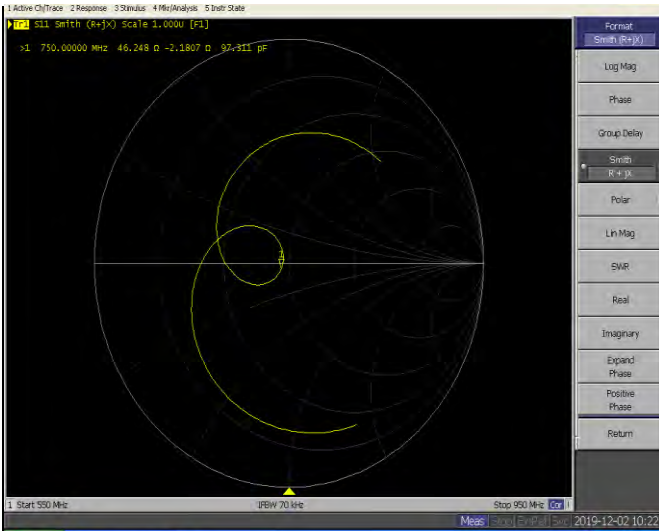 1 Active Ch/Trace 2 Response 3 Stimulus 4 Mkr/Analysis 5 Instr State
Tr1 S11 Smith (R+jX) Scale 1.000U [F1]
>1 750.00000 MHz 46.248 Ω -2.1807 Ω 97.311 pF
1
Format
Smith (R+jX)
Log Mag
Phase
Group Delay
Smith
R + jX
Polar
Lin Mag
SWR
Real
Imaginary
Expand
Phase
Positive
Phase
Return
1 Start 550 MHz
IFBW 70 kHz
Stop 950 MHz Cor
Meas
2019-12-02 10:22